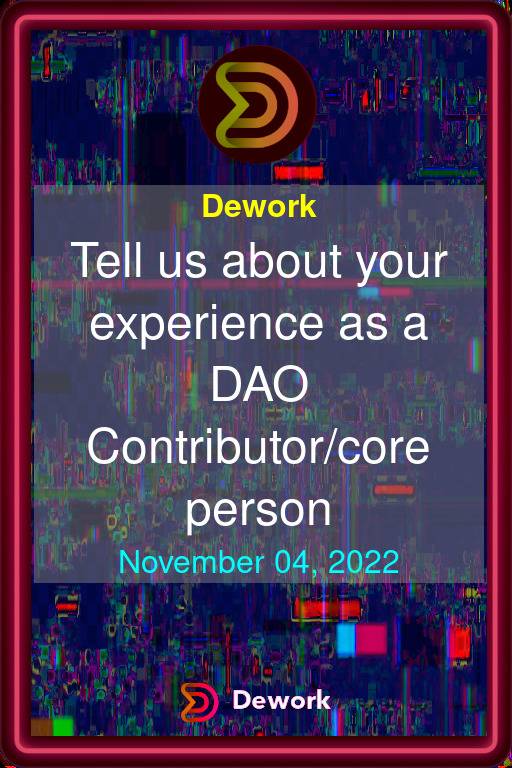 Dework
Tell us about your
experience as a
DAO
Contributor/core
person
November 04, 2022
Dework